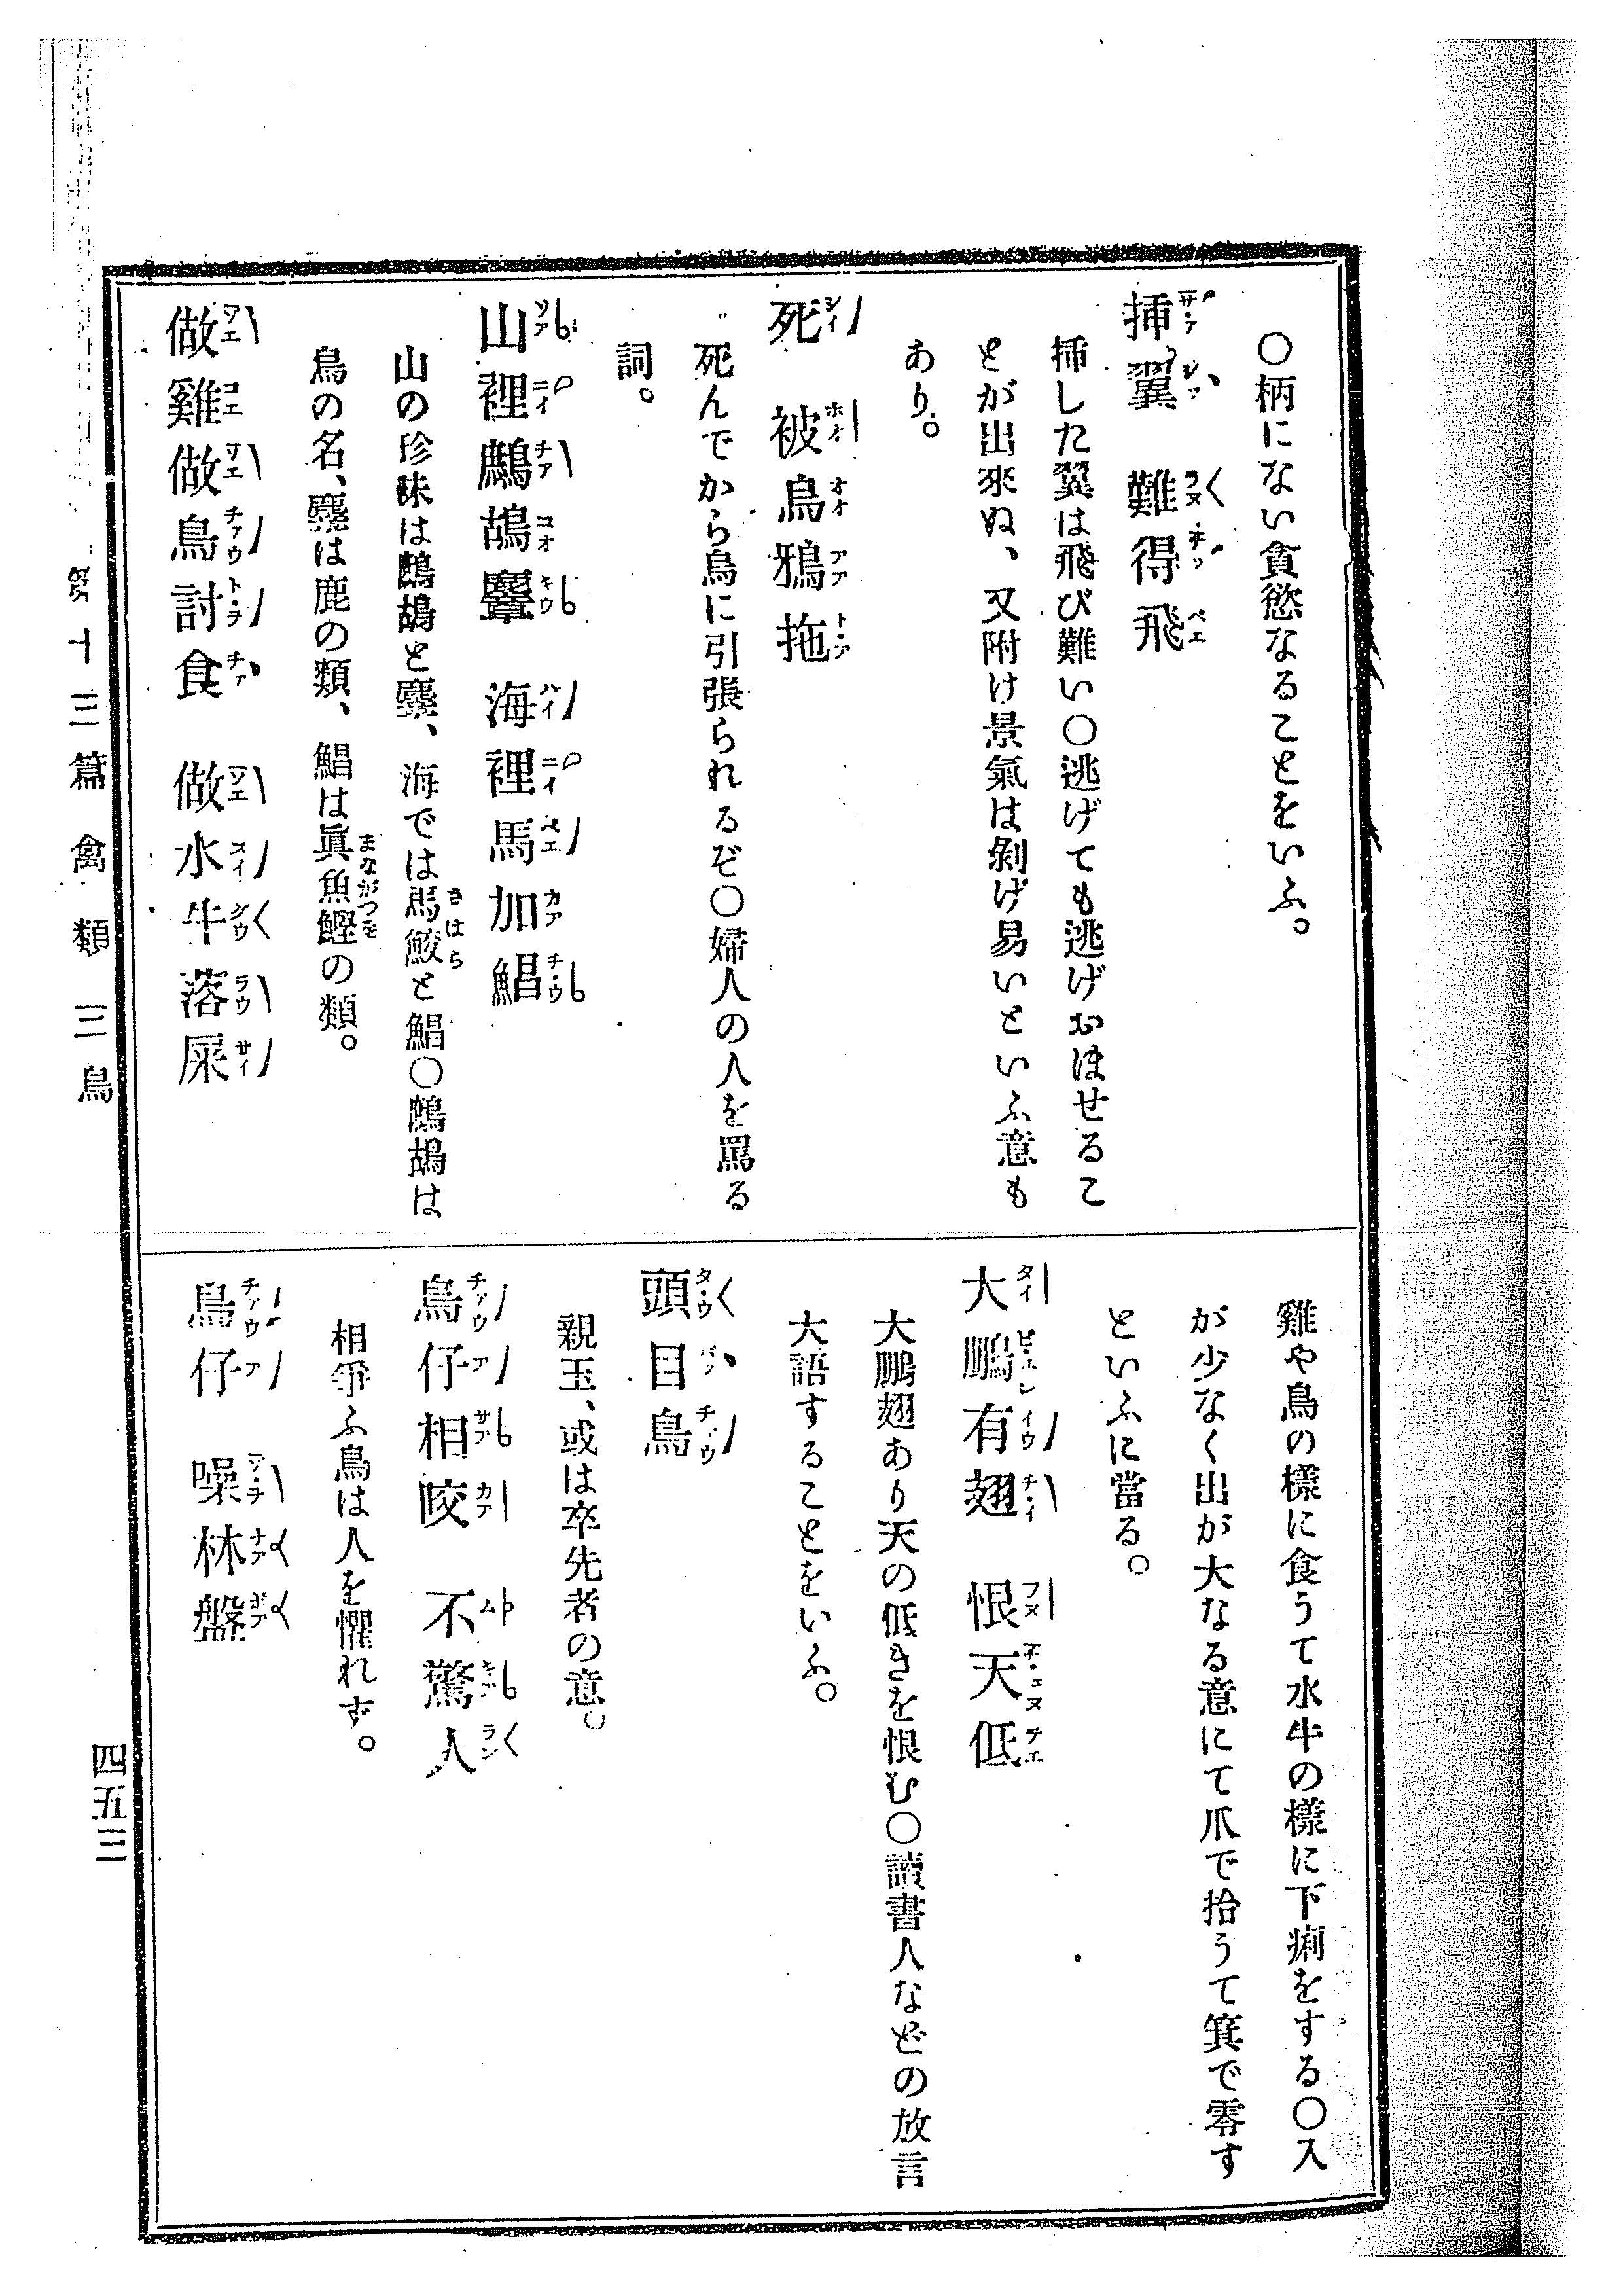 〇柄にない貪慾なることをいふ。
揷翼　難得飛
揷した翼は飛び難い〇逃げても逃げおほせるこ
とが出來ぬ、又附け景氣は剝げ易いといふ意も
あり。
死　被烏鴉拖
死んでから烏に引張られるぞ〇婦人の人を罵る
詞。
山裡鷓鴣麞　海裡馬加鯧
山の珍味は鷓鴣と麞、海では馬鮫と鯧〇鷓鴣は
鳥の名、麞は鹿の類、鯧は眞魚鰹の類。
做雞做鳥討食　做水牛落屎
雞や鳥の樣に食うて水牛の樣に下痢をする〇入
が少なく出が大なる意にて爪で拾うて箕で零す
といふに當る。
大鵬有翅　恨天低
大鵬翅あり天の低きを恨む〇讀書人などの放言
大語することをいふ。
頭目鳥
親玉、或は卒先者の意。
鳥仔相咬　不驚人
相爭ふ鳥は人を懼れず。
鳥仔　噪林盤
第十三篇　禽類　三鳥
四五三